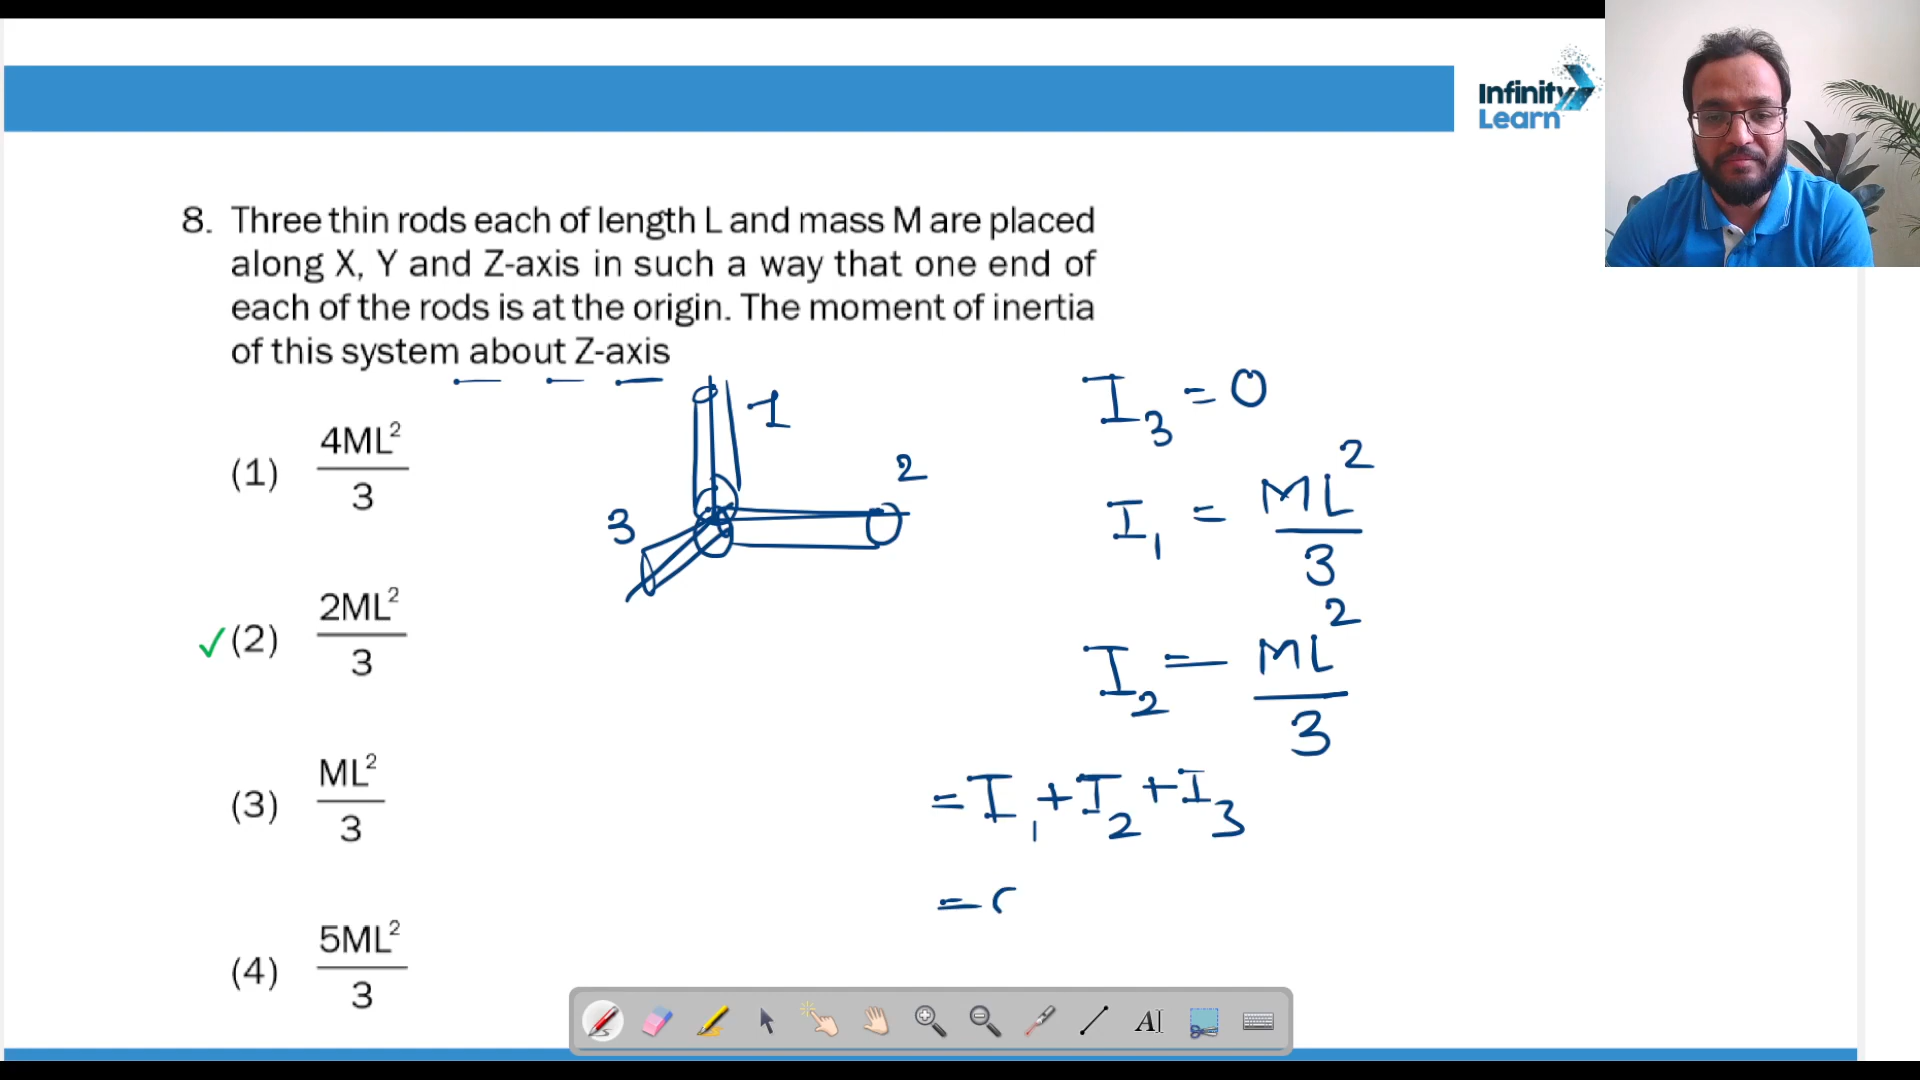 Infinity
Learn
8. Three thin rods each of length L and mass M are placed
along X, Y and Z-axis in such a way that one end of
each of the rods is at the origin. The moment of inertia
of this system about Z-axis
(1) 4ML²/3
✓(2) 2ML²/3
(3) ML²/3
(4) 5ML²/3
1
2
3
I₃ = 0
I₁ = ML²/3
I₂ = ML²/3
= I₁ + I₂ + I₃
=
AI